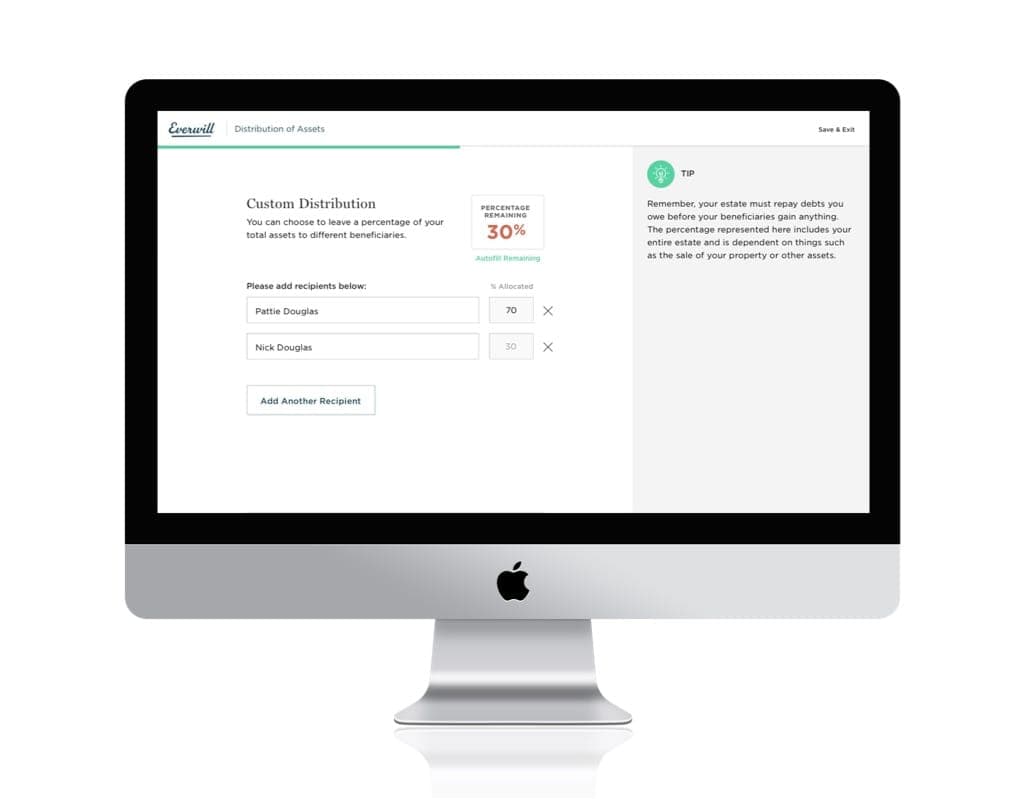 Everwill
Distribution of Assets
Save & Exit
Custom Distribution
You can choose to leave a percentage of your
total assets to different beneficiaries.
PERCENTAGE
REMAINING
30%
Autofill Remaining
Please add recipients below:
% Allocated
Pattie Douglas
70
Nick Douglas
30
Add Another Recipient
TIP
Remember, your estate must repay debts you
owe before your beneficiaries gain anything.
The percentage represented here includes your
entire estate and is dependent on things such
as the sale of your property or other assets.